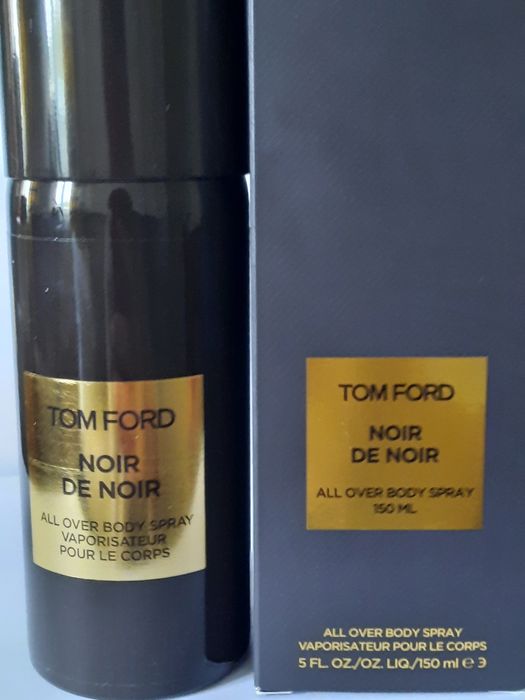 TOM FORD
NOIR
DE NOIR
ALL OVER BODY SPRAY
VAPORISATEUR
POUR LE CORPS
TOM FORD
NOIR
DE NOIR
ALL OVER BODY SPRAY
150 ML
ALL OVER BODY SPRAY
VAPORISATEUR POUR LE CORPS
5 FL. OZ./OZ. LIQ./150 ml ℮ 3